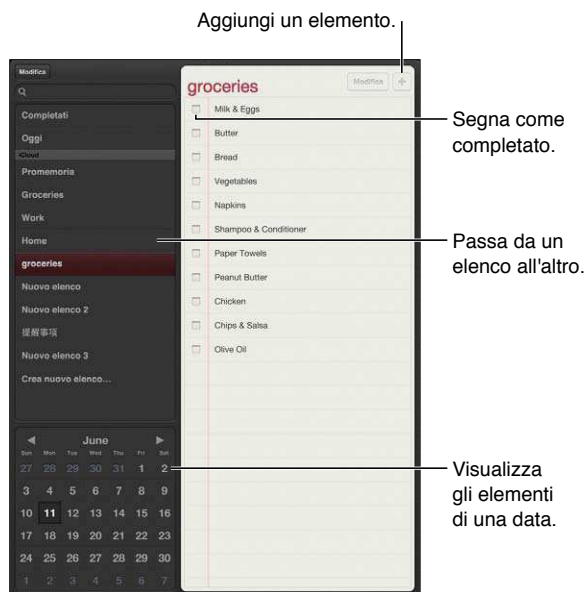 Aggiungi un elemento.
Modifica
Completati
Oggi
iCloud
Promemoria
Groceries
Work
Home
groceries
Nuovo elenco
Nuovo elenco 2
提醒事项
Nuovo elenco 3
Crea nuovo elenco...
June
Sun Mon Tue Wed Thu Fri Sat
27 28 29 30 31 1 2
3 4 5 6 7 8 9
10 11 12 13 14 15 16
17 18 19 20 21 22 23
24 25 26 27 28 29 30
1 2 3 4 5 6 7
groceries
Modifica +
Milk & Eggs
Butter
Bread
Vegetables
Napkins
Shampoo & Conditioner
Paper Towels
Peanut Butter
Chicken
Chips & Salsa
Olive Oil
Segna come
completato.
Passa da un
elenco all'altro.
Visualizza
gli elementi
di una data.